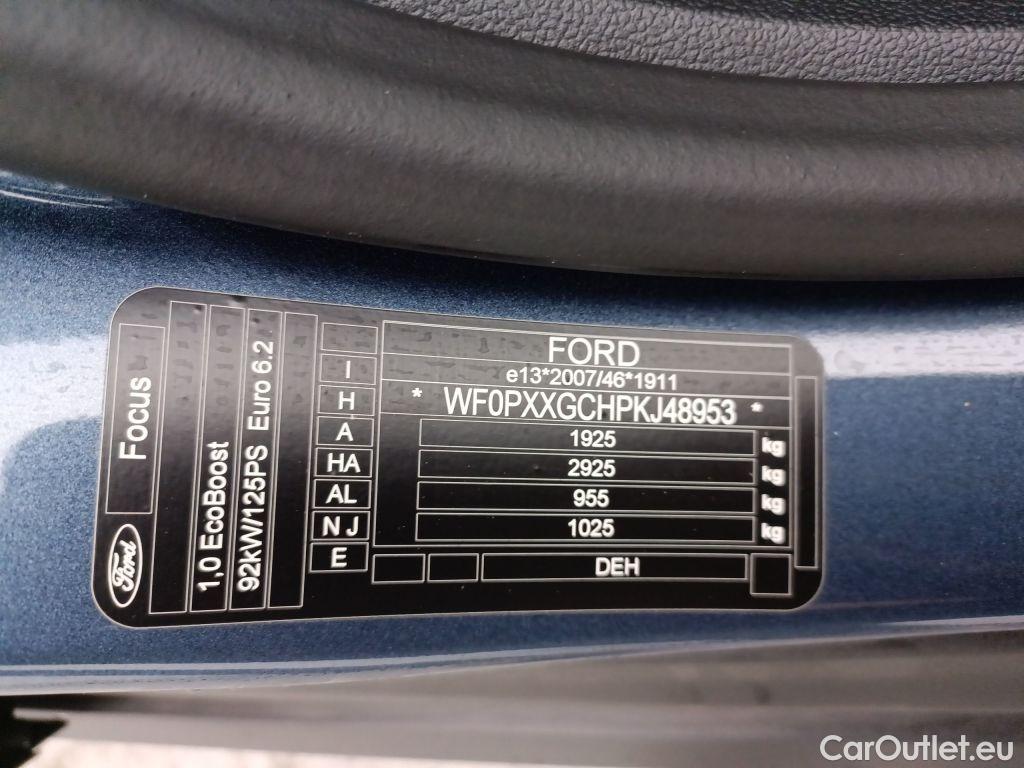 Ford
Focus
1,0 EcoBoost
92kW/125PS Euro 6.2
I
H
A
HA
AL
N J
E
FORD
e13*2007/46*1911
* WF0PXXGCHPKJ48953 *
1925 kg
2925 kg
955 kg
1025 kg
DEH
CarOutlet.eu